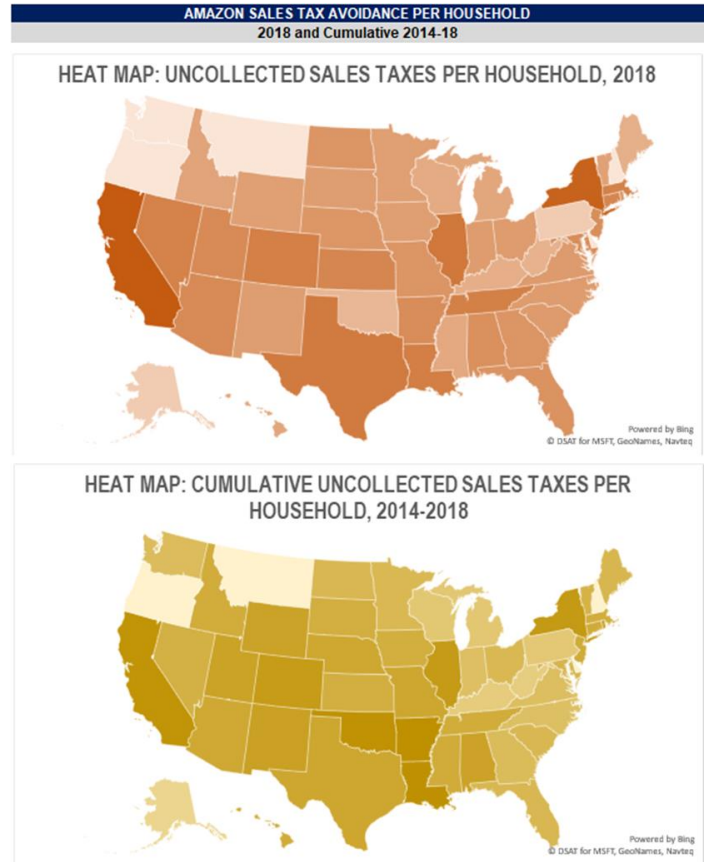 AMAZON SALES TAX AVOIDANCE PER HOUSEHOLD
2018 and Cumulative 2014-18
HEAT MAP: UNCOLLECTED SALES TAXES PER HOUSEHOLD, 2018
Powered by Bing
© DSAT for MSFT, GeoNames, Navteq
HEAT MAP: CUMULATIVE UNCOLLECTED SALES TAXES PER
HOUSEHOLD, 2014-2018
Powered by Bing
© DSAT for MSFT, GeoNames, Navteq